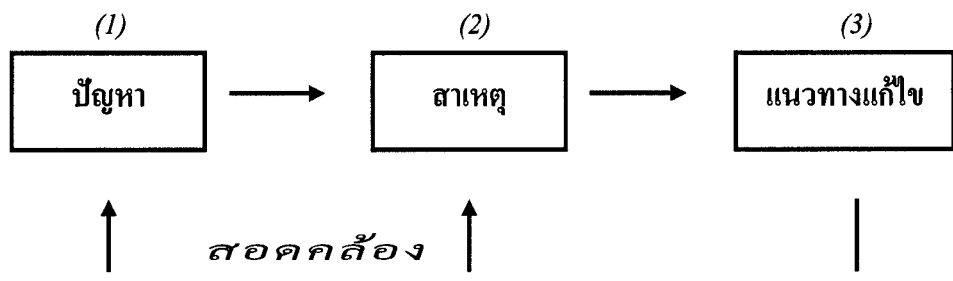 (1) (2) (3)
ปัญหา สาเหตุ แนวทางแก้ไข
สอดคล้อง